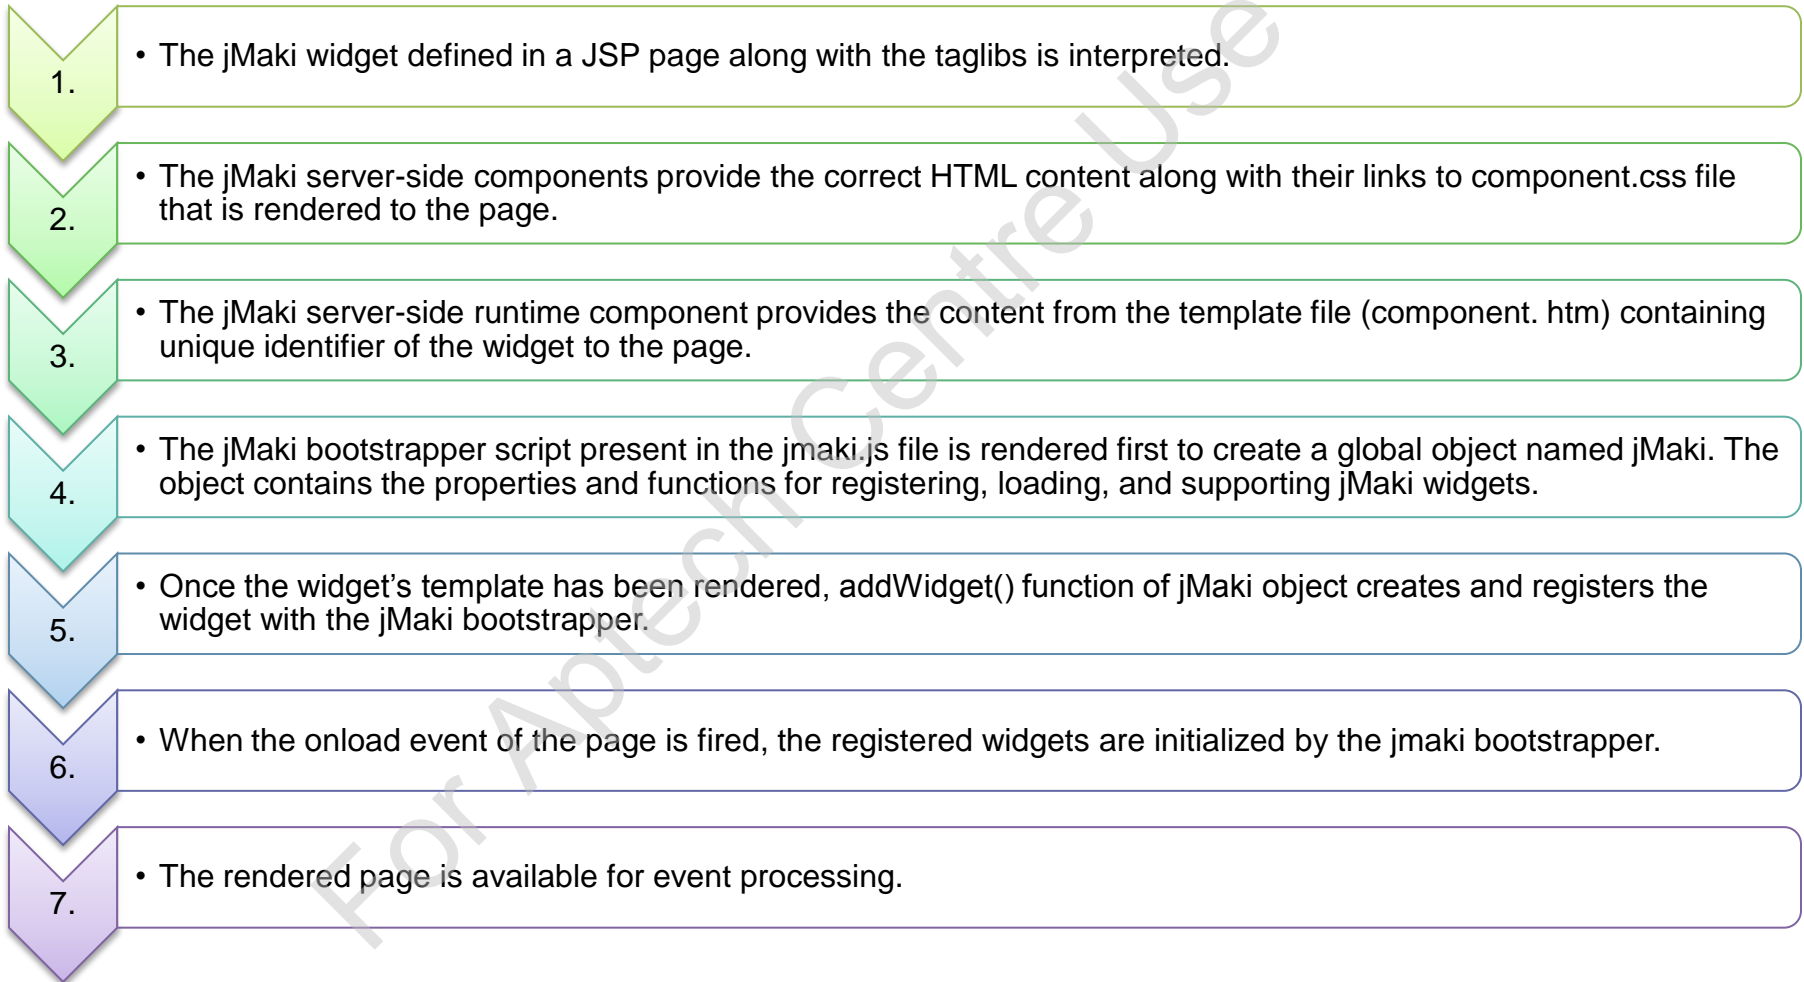 1.
• The jMaki widget defined in a JSP page along with the taglibs is interpreted.
2.
• The jMaki server-side components provide the correct HTML content along with their links to component.css file
that is rendered to the page.
3.
• The jMaki server-side runtime component provides the content from the template file (component. htm) containing
unique identifier of the widget to the page.
4.
• The jMaki bootstrapper script present in the jmaki.js file is rendered first to create a global object named jMaki. The
object contains the properties and functions for registering, loading, and supporting jMaki widgets.
5.
• Once the widget’s template has been rendered, addWidget() function of jMaki object creates and registers the
widget with the jMaki bootstrapper.
6.
• When the onload event of the page is fired, the registered widgets are initialized by the jmaki bootstrapper.
7.
• The rendered page is available for event processing.
For Aptech Centre Use